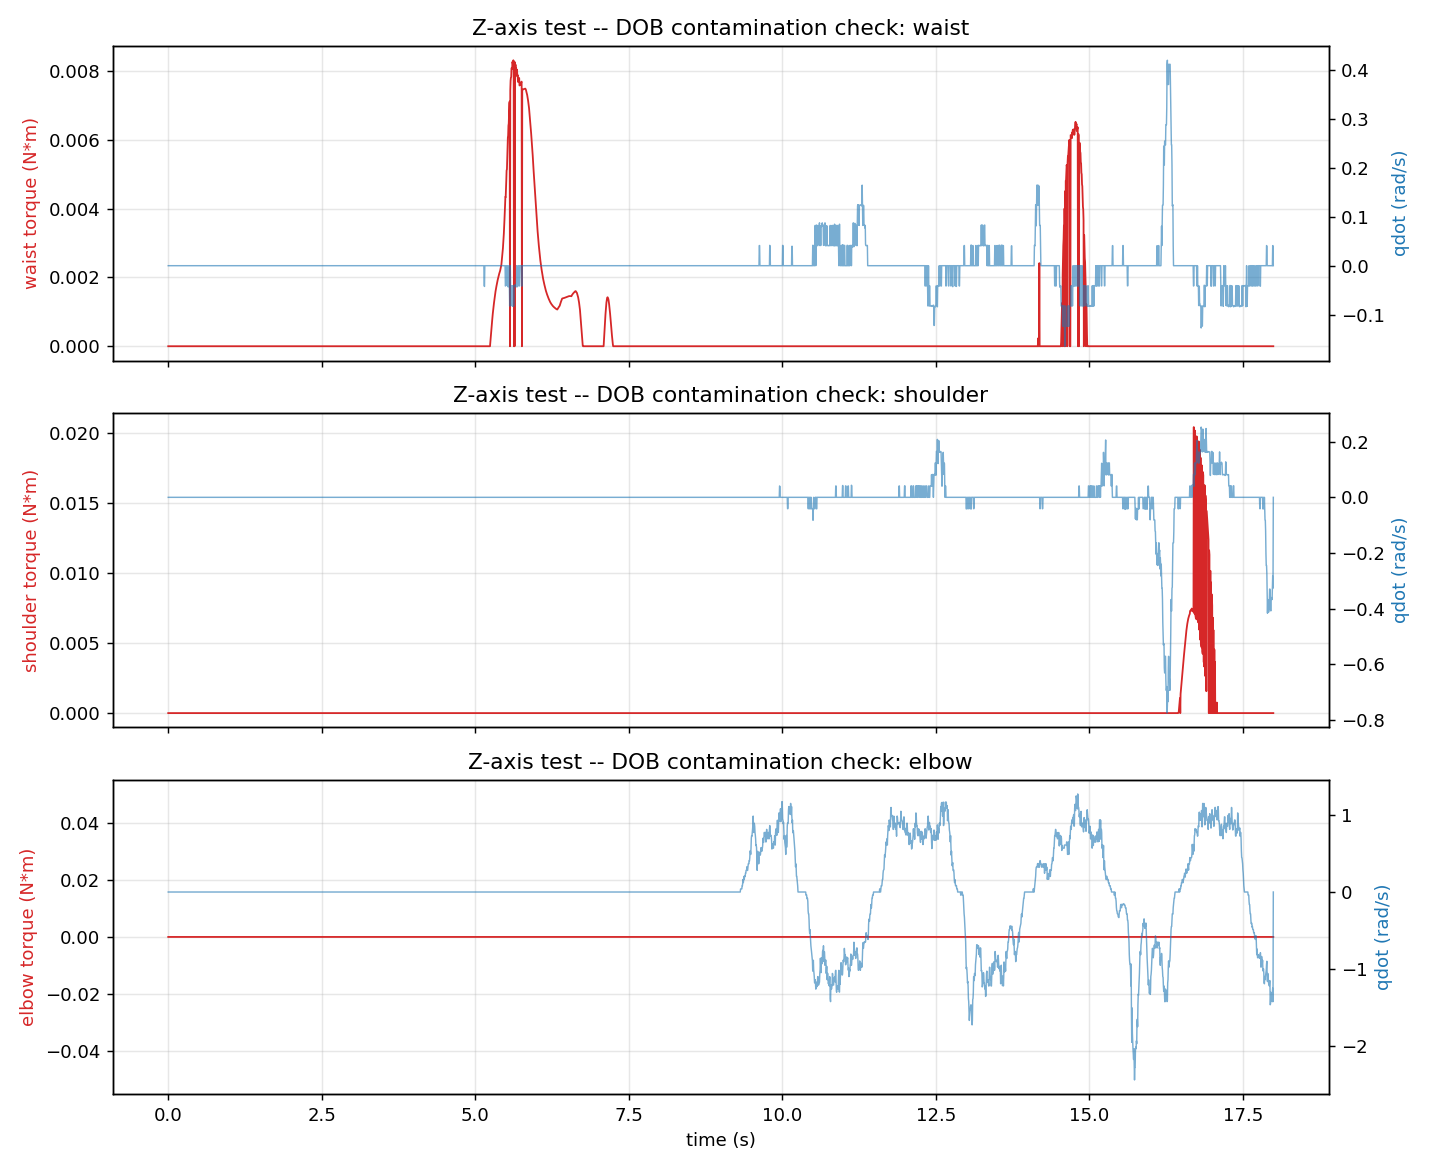 Z-axis test -- DOB contamination check: waist
0.008
0.006
0.004
0.002
0.000
waist torque (N*m)
0.4
0.3
0.2
0.1
0.0
−0.1
qdot (rad/s)
Z-axis test -- DOB contamination check: shoulder
0.020
0.015
0.010
0.005
0.000
shoulder torque (N*m)
0.2
0.0
−0.2
−0.4
−0.6
−0.8
qdot (rad/s)
Z-axis test -- DOB contamination check: elbow
0.04
0.02
0.00
−0.02
−0.04
elbow torque (N*m)
1
0
−1
−2
qdot (rad/s)
0.0 2.5 5.0 7.5 10.0 12.5 15.0 17.5
time (s)